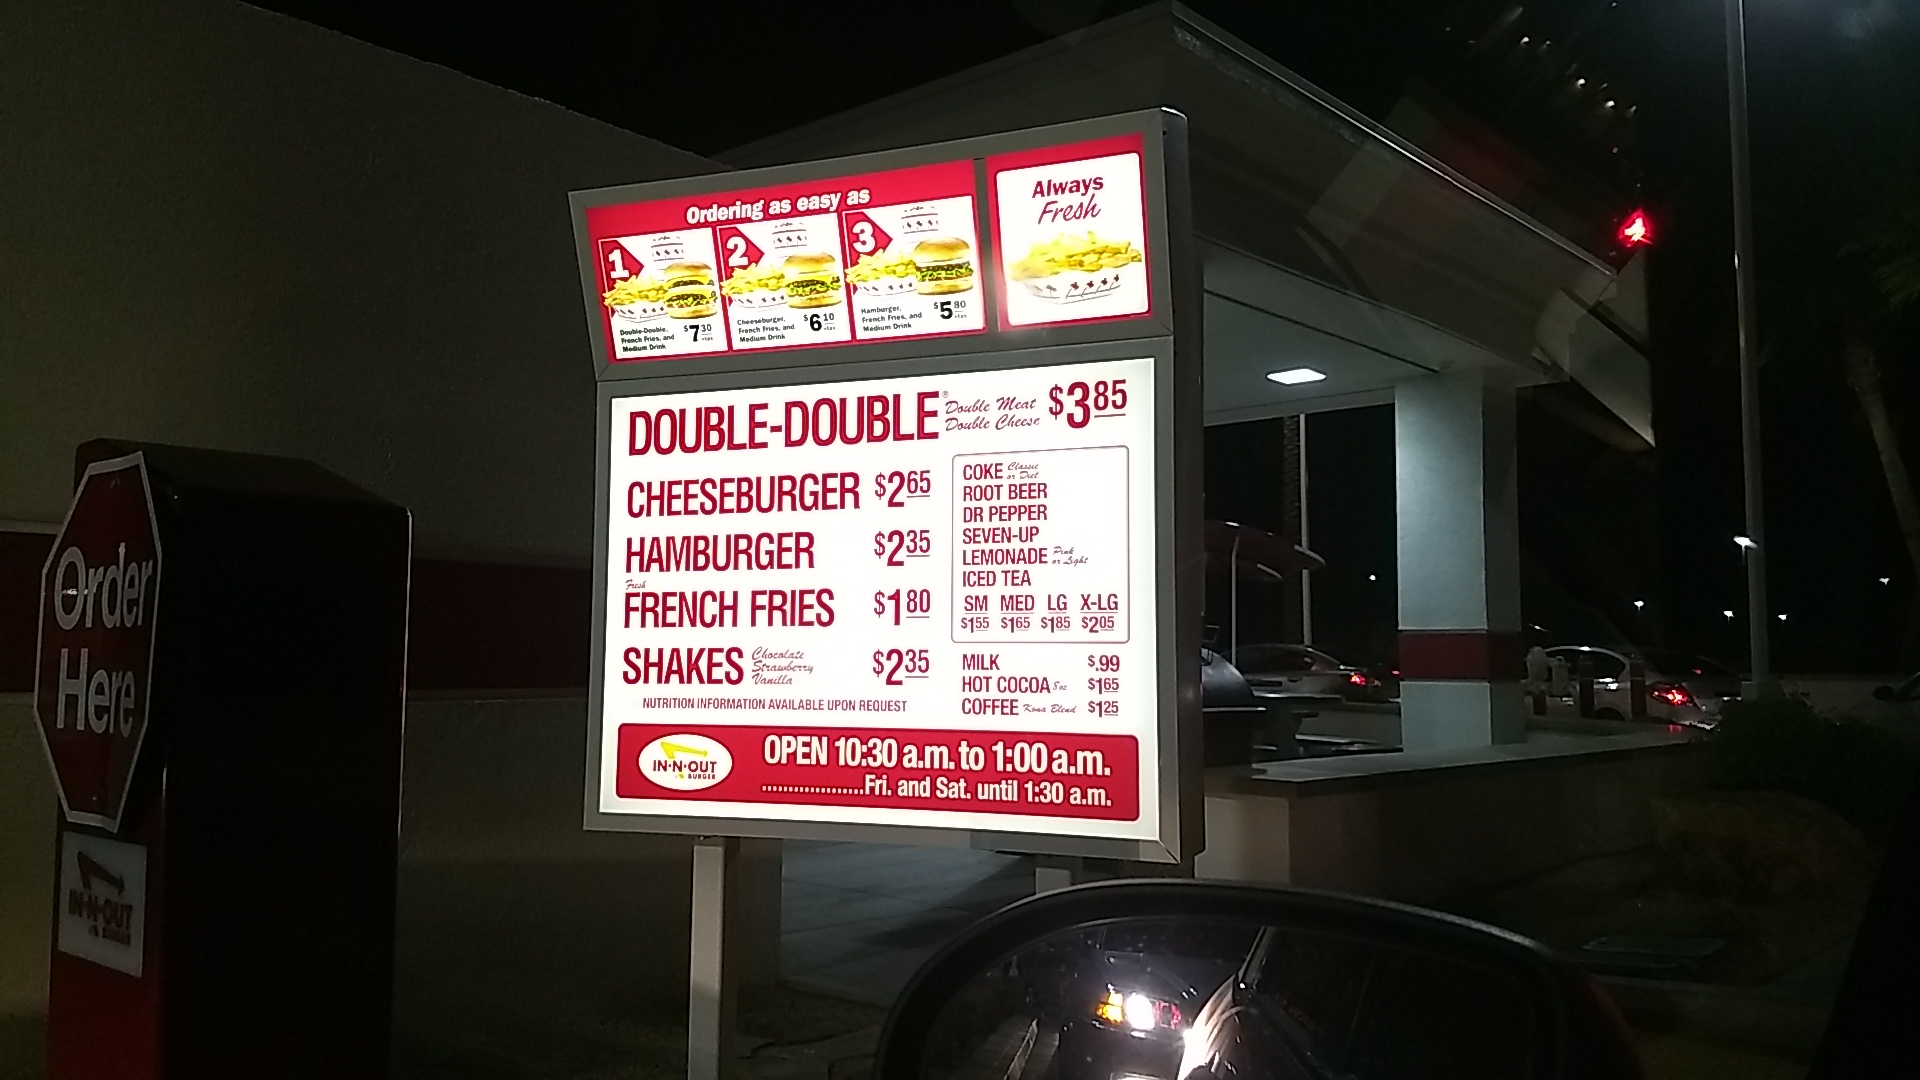 Ordering as easy as
1
Double-Double,
French Fries, and
Medium Drink
$7 30
+tax
2
Cheeseburger,
French Fries, and
Medium Drink
$6 10
+tax
3
Hamburger,
French Fries, and
Medium Drink
$5 80
+tax
Always
Fresh
DOUBLE-DOUBLE® Double Meat Double Cheese $3 85
CHEESEBURGER $2 65
HAMBURGER $2 35
Fresh
FRENCH FRIES $1 80
SHAKES Chocolate Strawberry Vanilla $2 35
NUTRITION INFORMATION AVAILABLE UPON REQUEST
COKE Classic or Diet
ROOT BEER
DR PEPPER
SEVEN-UP
LEMONADE Pink or Light
ICED TEA
SM MED LG X-LG
$1 55 $1 65 $1 85 $2 05
MILK $.99
HOT COCOA 8oz $1 65
COFFEE Kona Blend $1 25
IN-N-OUT
BURGER
OPEN 10:30 a.m. to 1:00 a.m.
....................Fri. and Sat. until 1:30 a.m.
Order
Here
IN-N-OUT
BURGER